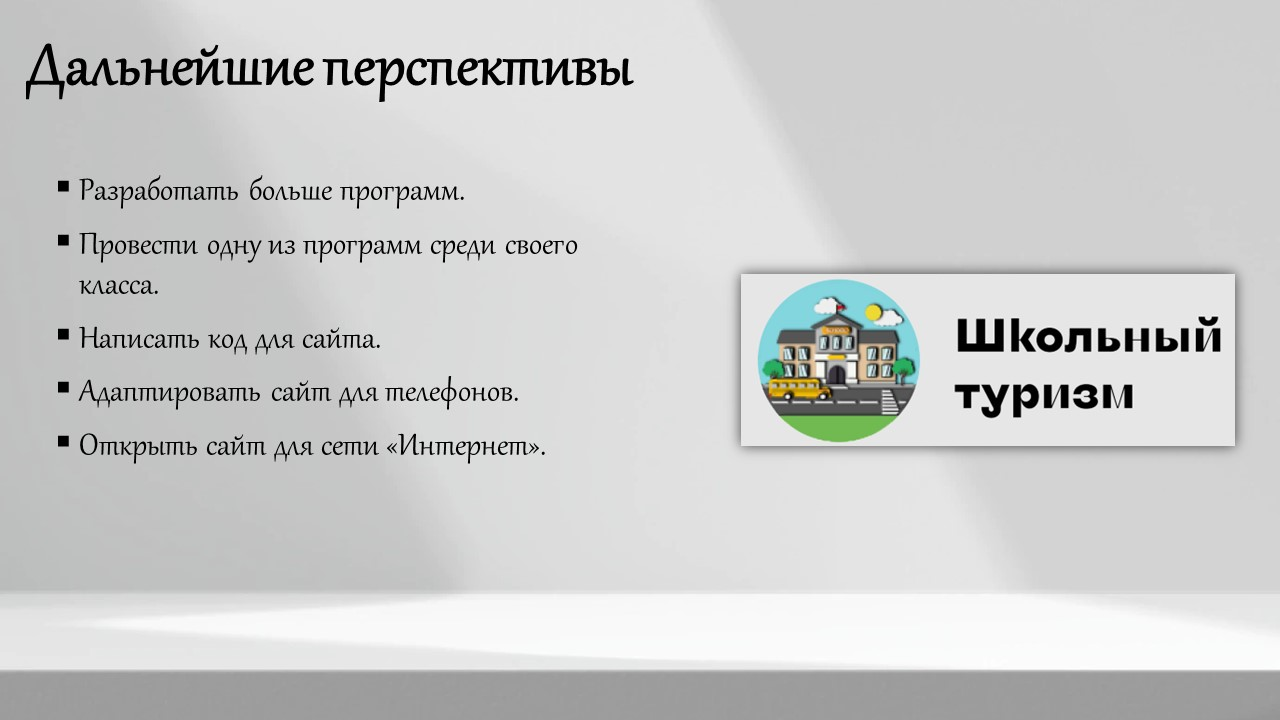 Дальнейшие перспективы
▪ Разработать больше программ.
▪ Провести одну из программ среди своего
класса.
▪ Написать код для сайта.
▪ Адаптировать сайт для телефонов.
▪ Открыть сайт для сети «Интернет».
Школьный
туризм